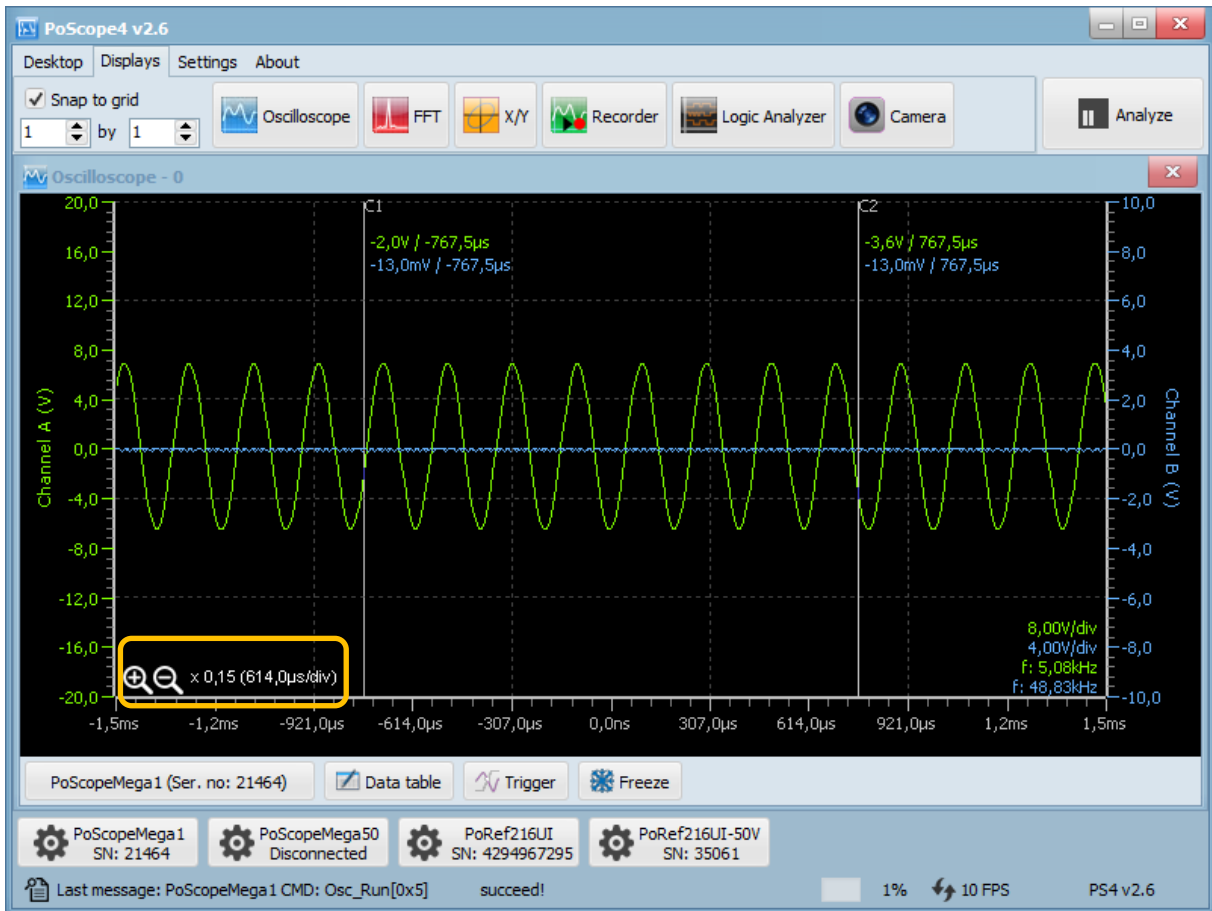 PoScope4 v2.6
Desktop Displays Settings About
Snap to grid
1 by 1
Oscilloscope FFT X/Y Recorder Logic Analyzer Camera Analyze
Oscilloscope - 0
20,0 C1 C2 10,0
-2,0V / -767,5µs -3,6V / 767,5µs
16,0 8,0
-13,0mV / -767,5µs -13,0mV / 767,5µs
12,0 6,0
8,0 4,0
4,0 2,0
0,0 0,0
-4,0 -2,0
-8,0 -4,0
-12,0 -6,0
Channel A (V)
Channel B (V)
8,00V/div
-16,0 4,00V/div -8,0
f: 5,08kHz
x 0,15 (614,0µs/div)
f: 48,83kHz
-20,0 -10,0
-1,5ms -1,2ms -921,0µs -614,0µs -307,0µs 0,0ns 307,0µs 614,0µs 921,0µs 1,2ms 1,5ms
PoScopeMega1 (Ser. no: 21464) Data table Trigger Freeze
PoScopeMega1 PoScopeMega50 PoRef216UI PoRef216UI-50V
SN: 21464 Disconnected SN: 4294967295 SN: 35061
Last message: PoScopeMega1 CMD: Osc_Run[0x5] succeed! 1% 10 FPS PS4 v2.6